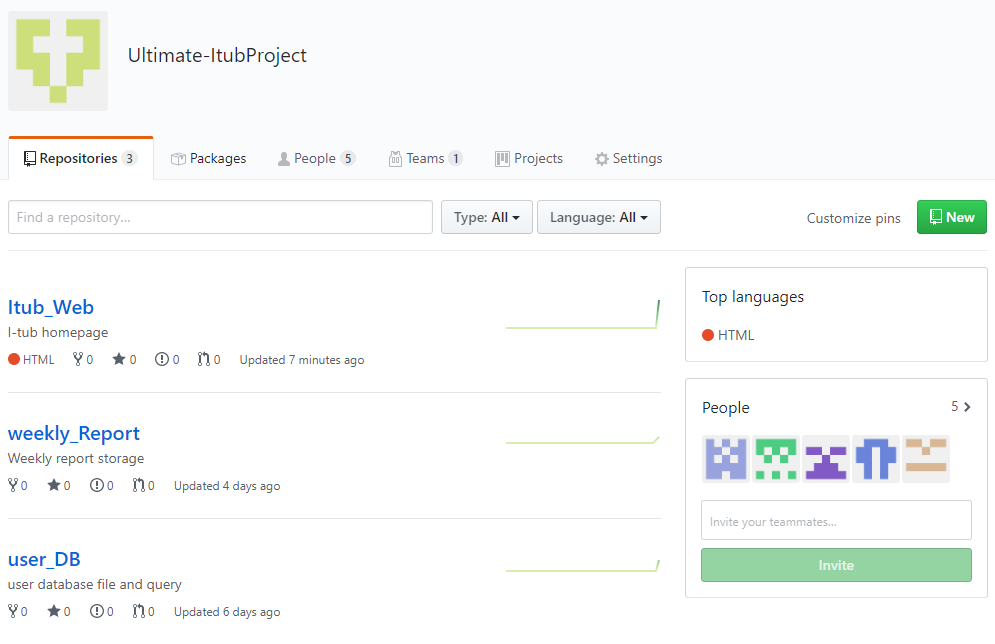 Ultimate-ItubProject
Repositories 3 Packages People 5 Teams 1 Projects Settings
Find a repository... Type: All Language: All Customize pins New
Itub_Web
I-tub homepage
HTML 0 0 0 0 Updated 7 minutes ago
weekly_Report
Weekly report storage
0 0 0 0 Updated 4 days ago
user_DB
user database file and query
0 0 0 0 Updated 6 days ago
Top languages
HTML
People 5
Invite your teammates...
Invite